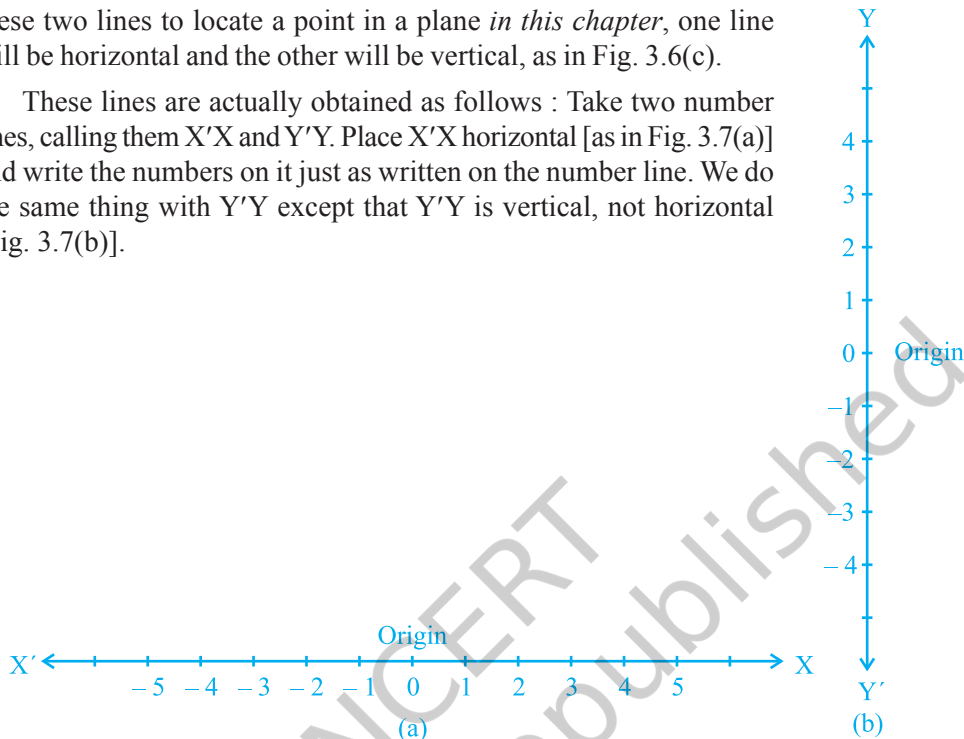 ese two lines to locate a point in a plane in this chapter, one line
ill be horizontal and the other will be vertical, as in Fig. 3.6(c).
These lines are actually obtained as follows : Take two number
nes, calling them X′X and Y′Y. Place X′X horizontal [as in Fig. 3.7(a)]
nd write the numbers on it just as written on the number line. We do
e same thing with Y′Y except that Y′Y is vertical, not horizontal
ig. 3.7(b)].
Y
4
3
2
1
0 Origin
–1
–2
–3
– 4
Y´
(b)
Origin
X´ X
– 5 – 4 – 3 – 2 – 1 0 1 2 3 4 5
(a)
NCERT
republished